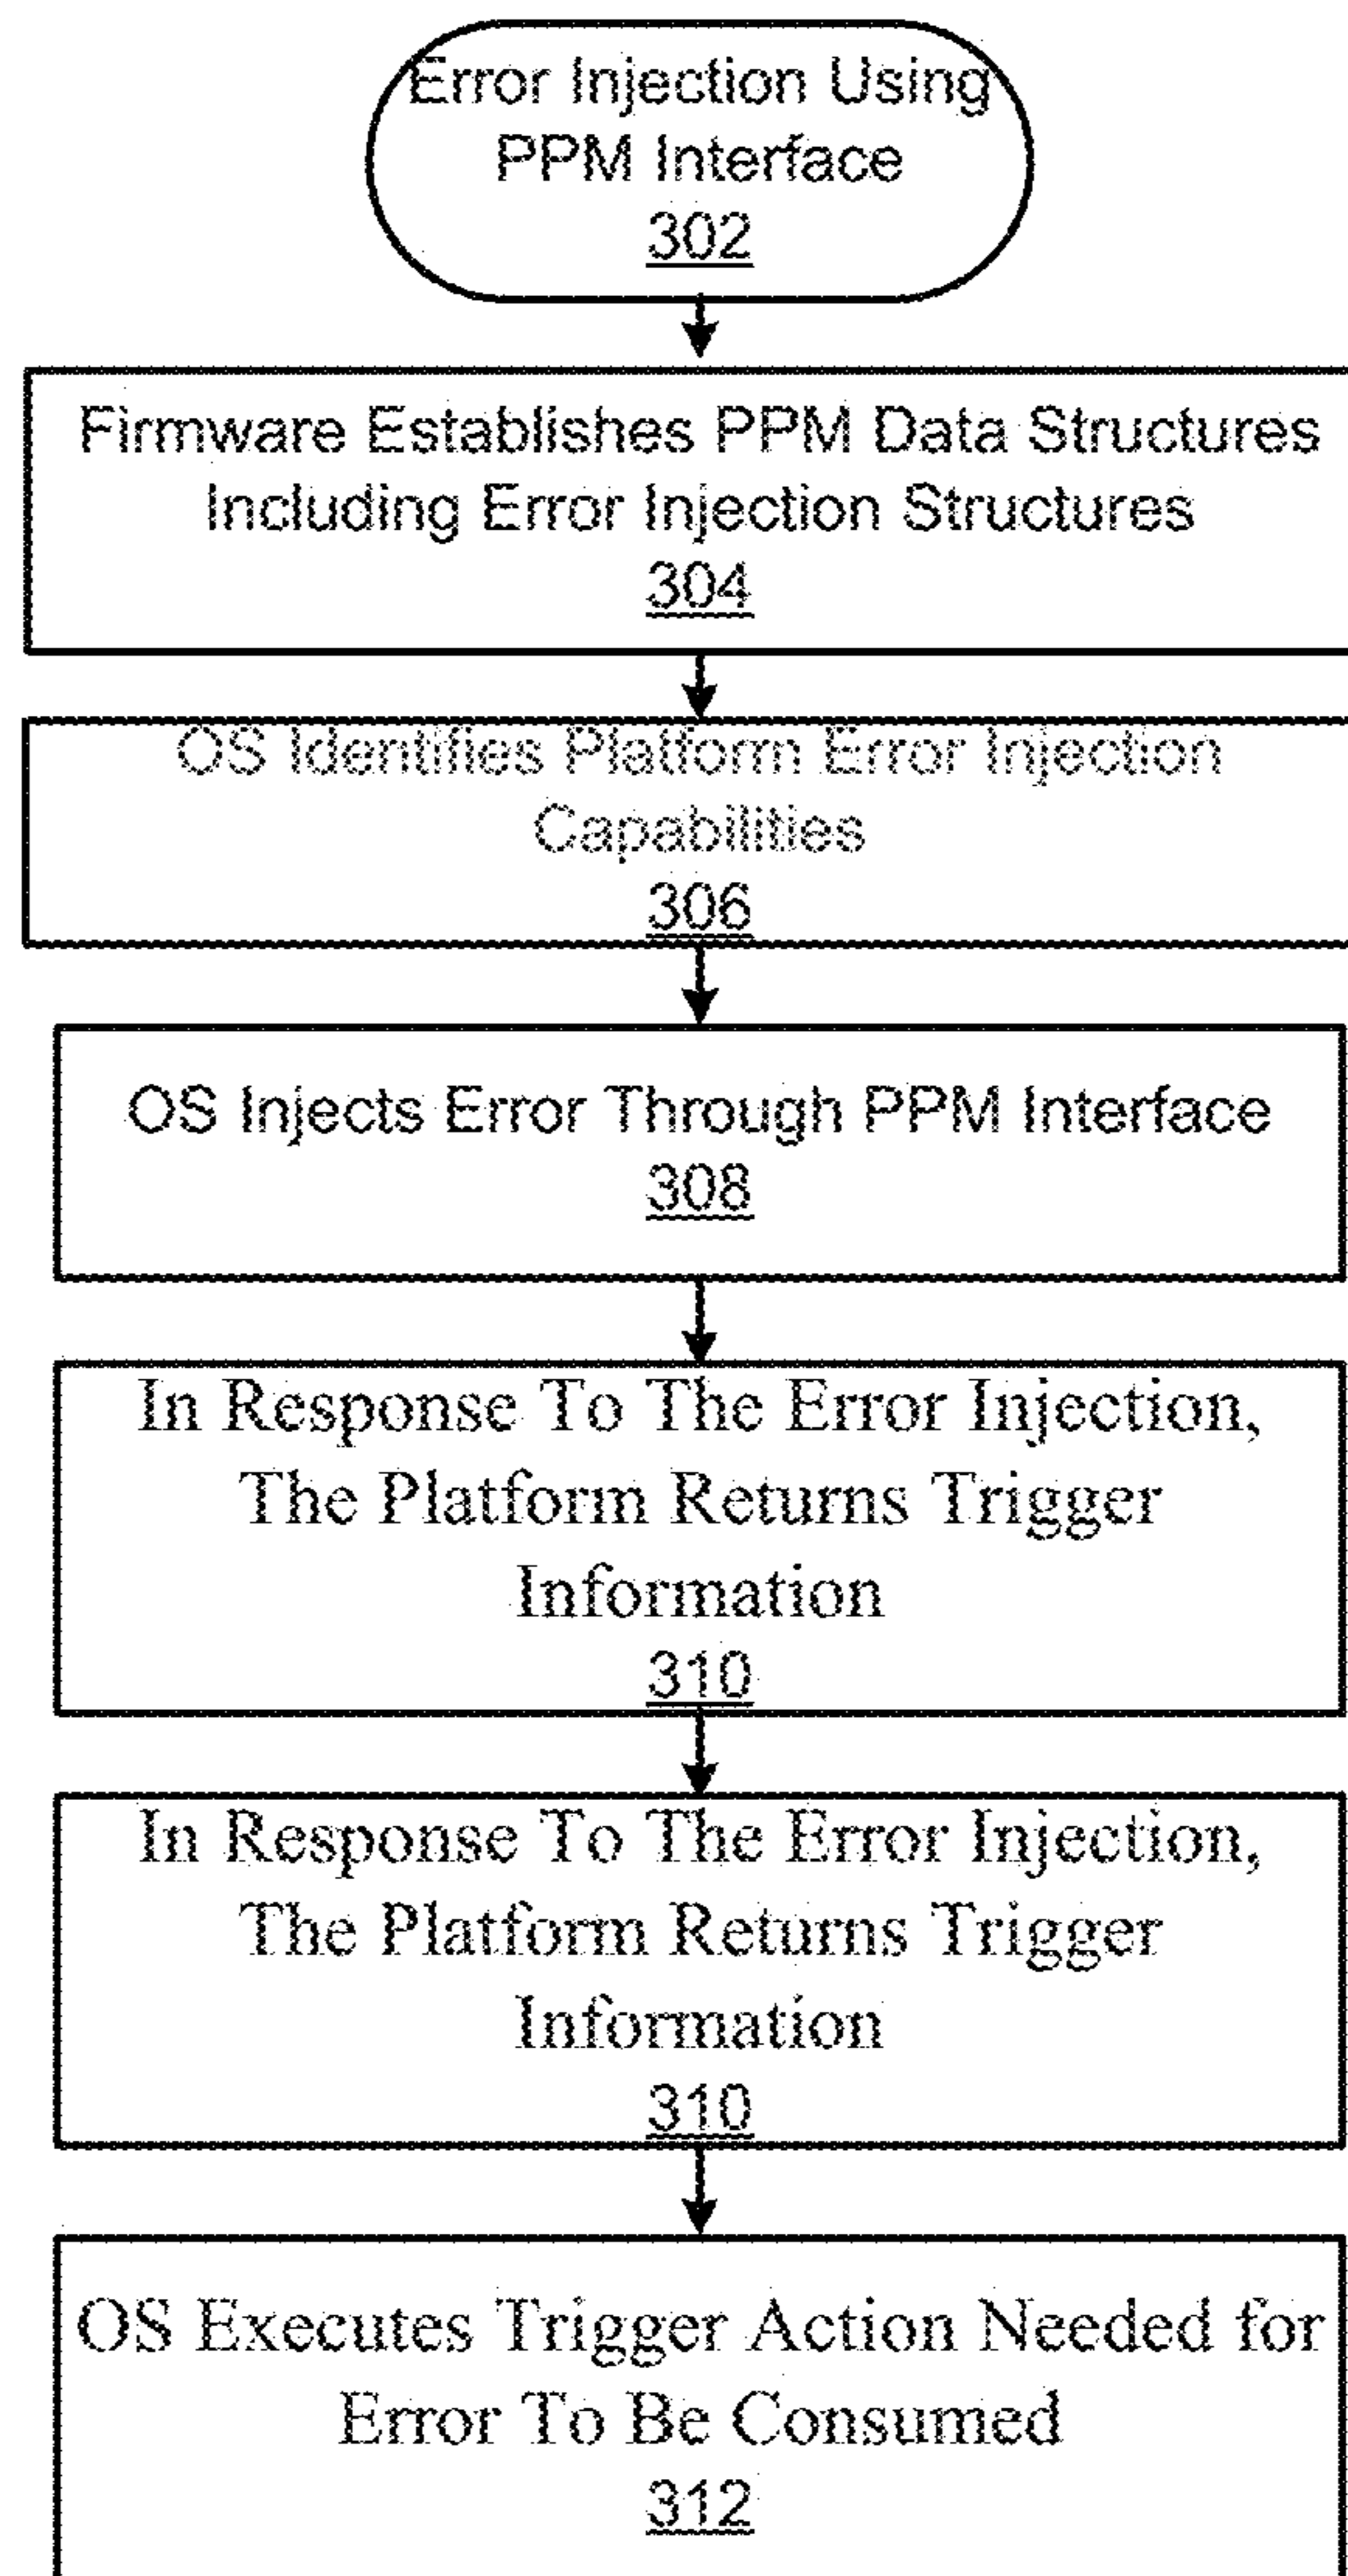 Error Injection Using
PPM Interface
302
Firmware Establishes PPM Data Structures
Including Error Injection Structures
304
OS Identifies Platform Error Injection
Capabilities
306
OS Injects Error Through PPM Interface
308
In Response To The Error Injection,
The Platform Returns Trigger
Information
310
In Response To The Error Injection,
The Platform Returns Trigger
Information
310
OS Executes Trigger Action Needed for
Error To Be Consumed
312